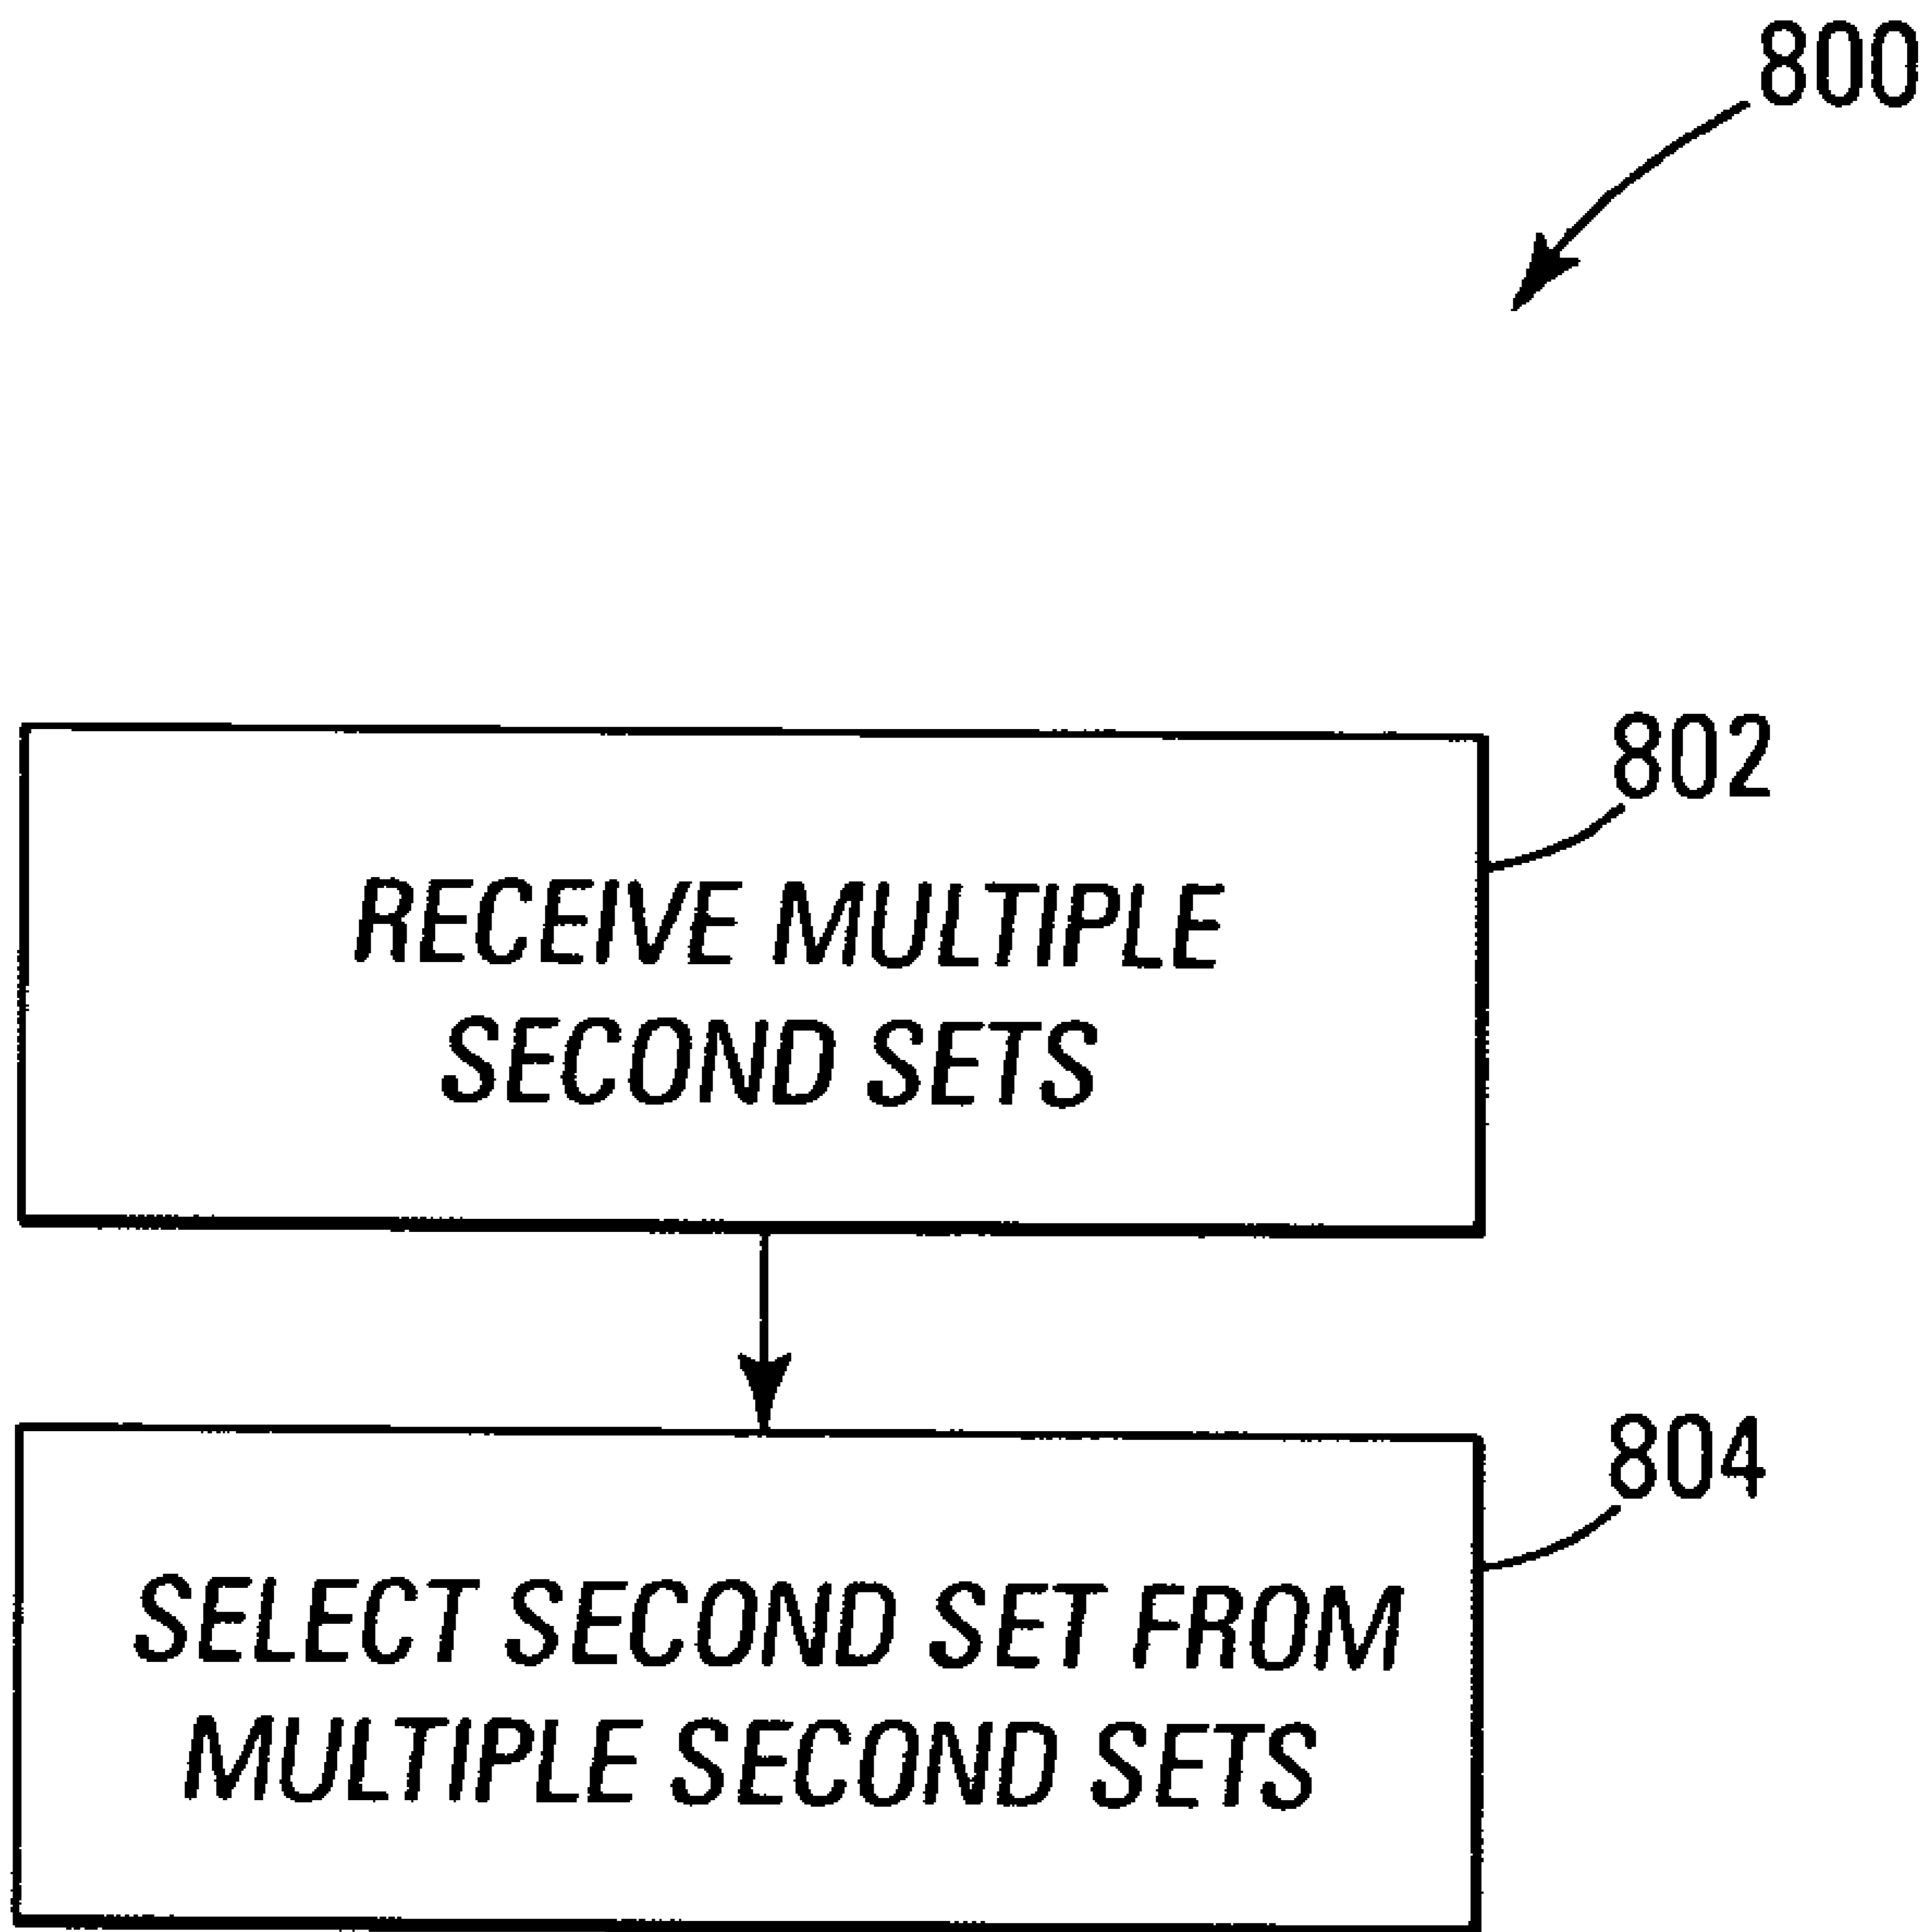 800
802
RECEIVE MULTIPLE
SECOND SETS
804
SELECT SECOND SET FROM
MULTIPLE SECOND SETS